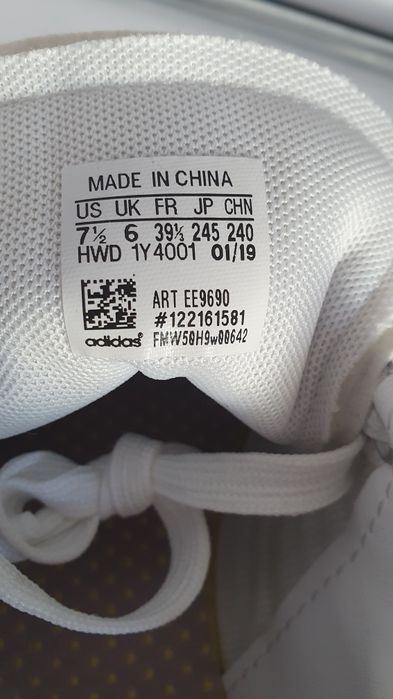 MADE IN CHINA
US UK FR JP CHN
7½ 6 39⅓ 245 240
HWD 1Y4001 01/19
ART EE9690
#122161581
adidas FMW50H9w00642